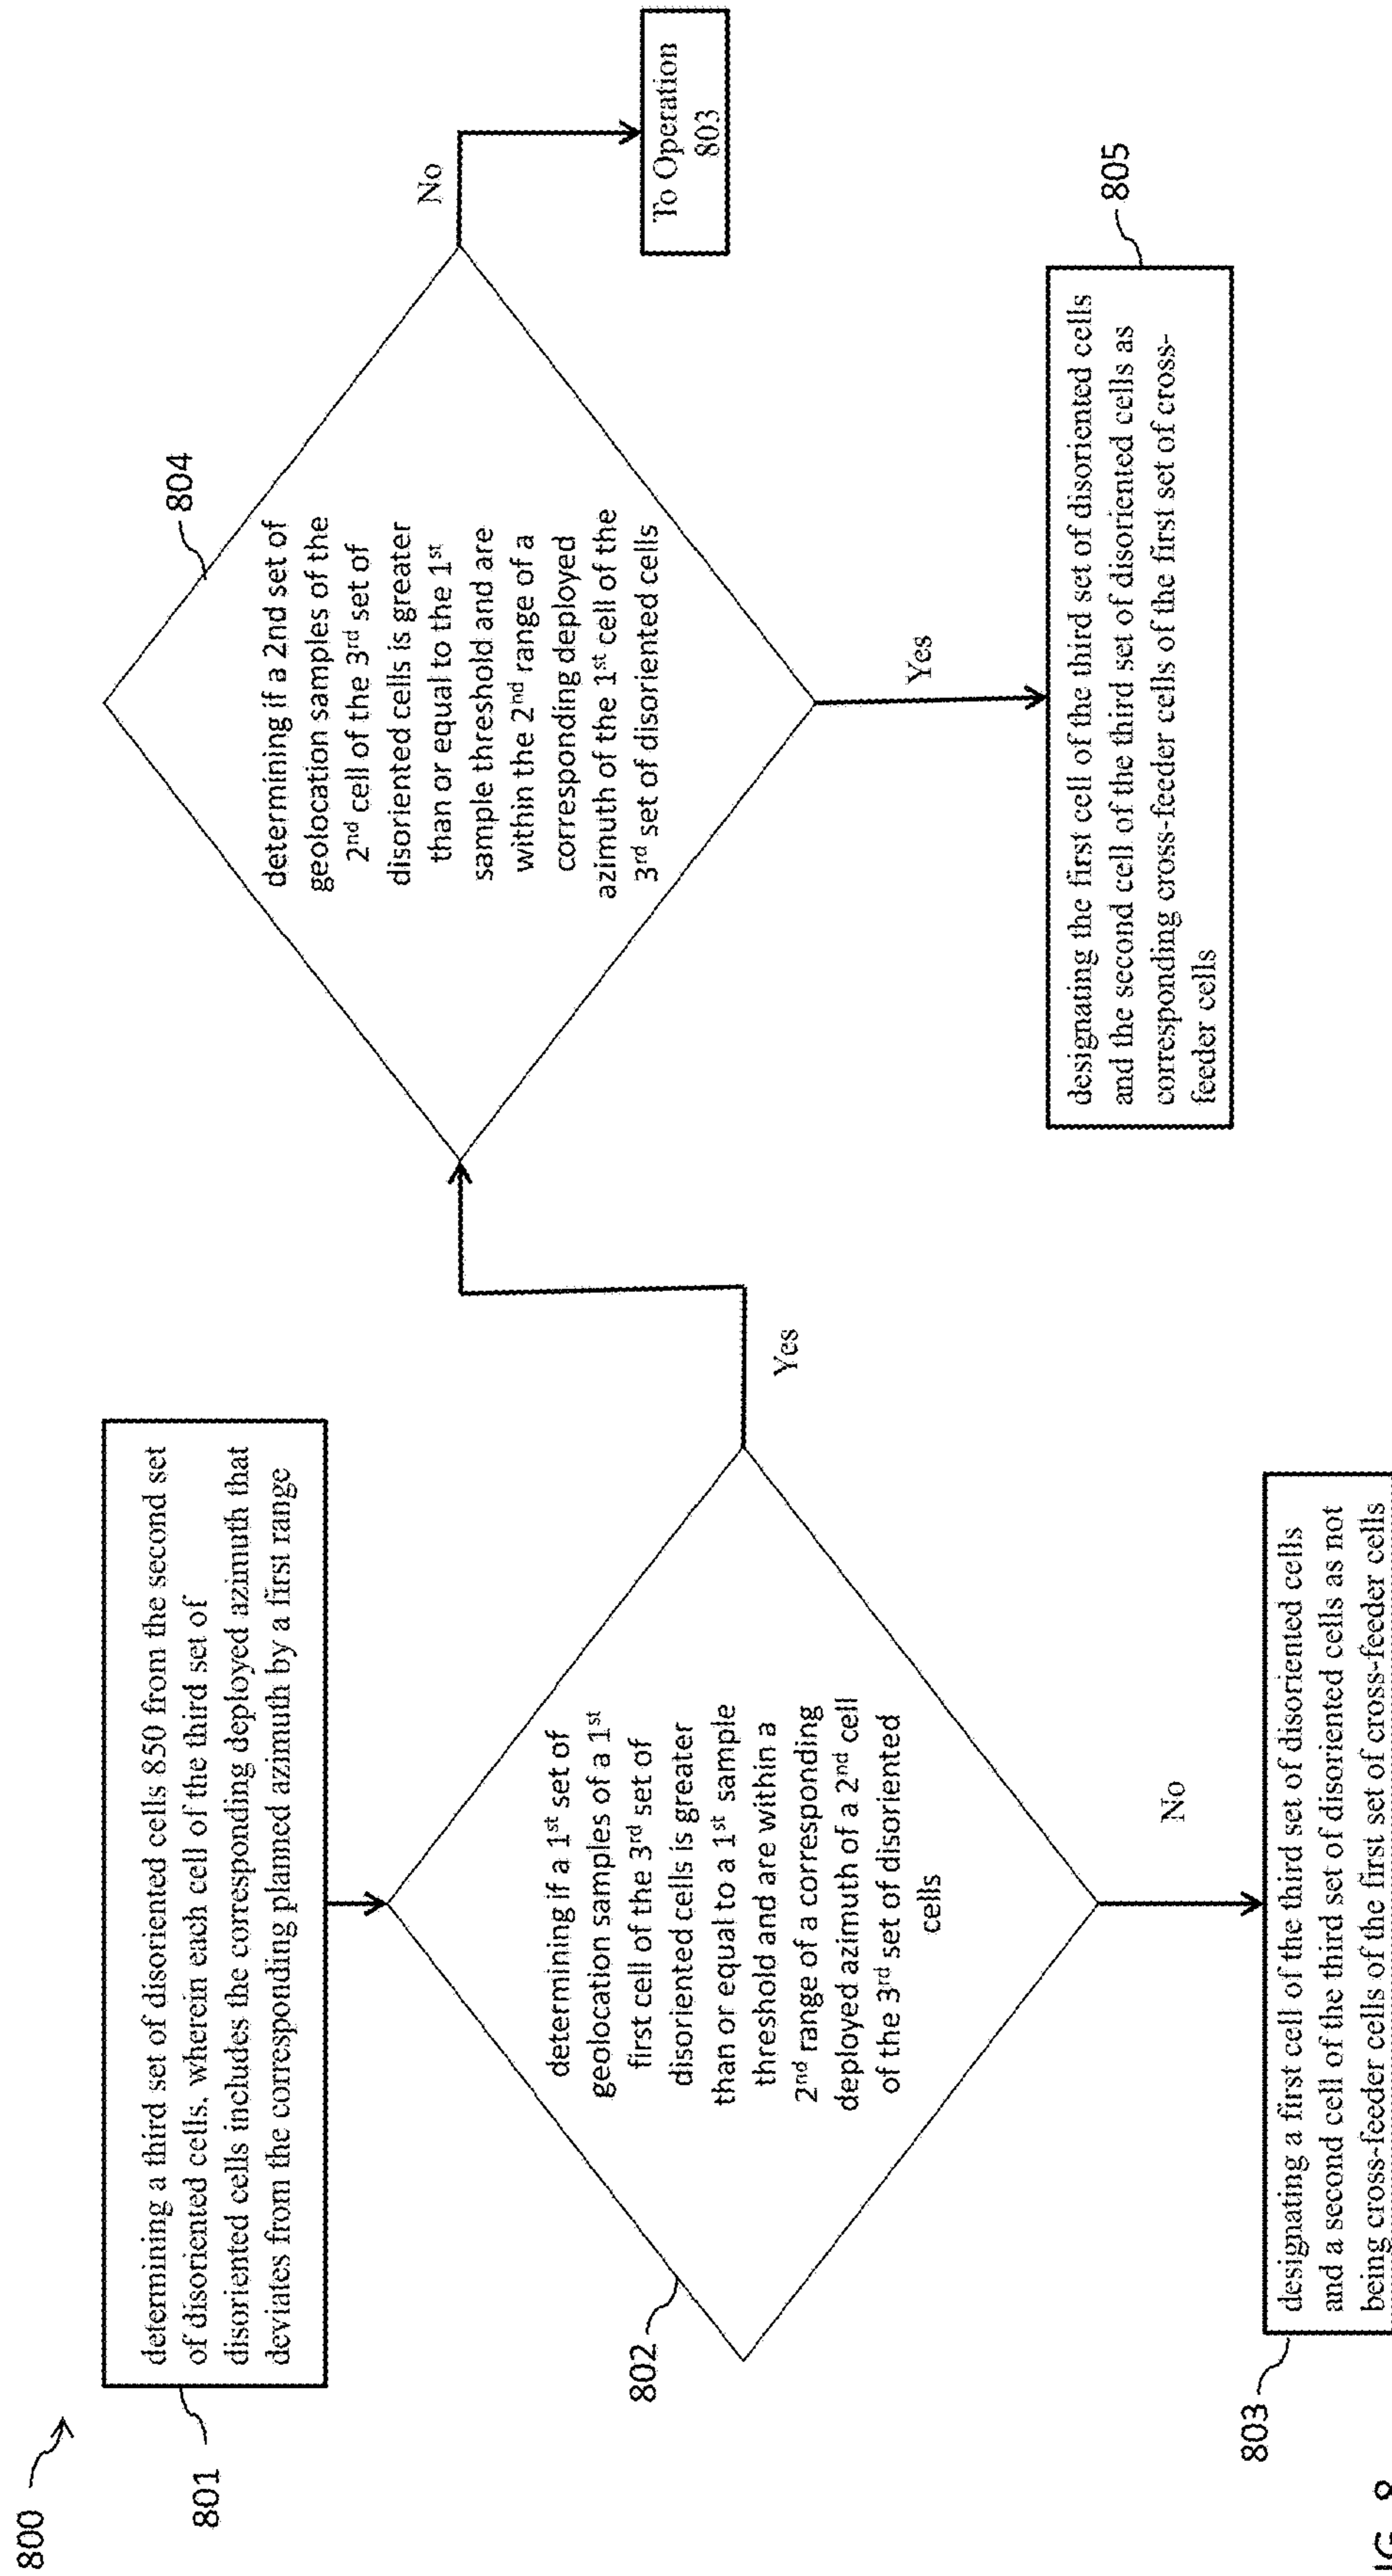 800
801
determining a third set of disoriented cells 850 from the second set
of disoriented cells, wherein each cell of the third set of
disoriented cells includes the corresponding deployed azimuth that
deviates from the corresponding planned azimuth by a first range
802
determining if a 1st set of
geolocation samples of a 1st
first cell of the 3rd set of
disoriented cells is greater
than or equal to a 1st sample
threshold and are within a
2nd range of a corresponding
deployed azimuth of a 2nd cell
of the 3rd set of disoriented
cells
Yes
No
803
designating a first cell of the third set of disoriented cells
and a second cell of the third set of disoriented cells as not
being cross-feeder cells of the first set of cross-feeder cells
804
determining if a 2nd set of
geolocation samples of the
2nd cell of the 3rd set of
disoriented cells is greater
than or equal to the 1st
sample threshold and are
within the 2nd range of a
corresponding deployed
azimuth of the 1st cell of the
3rd set of disoriented cells
No
To Operation
803
Yes
805
designating the first cell of the third set of disoriented cells
and the second cell of the third set of disoriented cells as
corresponding cross-feeder cells of the first set of cross-
feeder cells
IG. 8